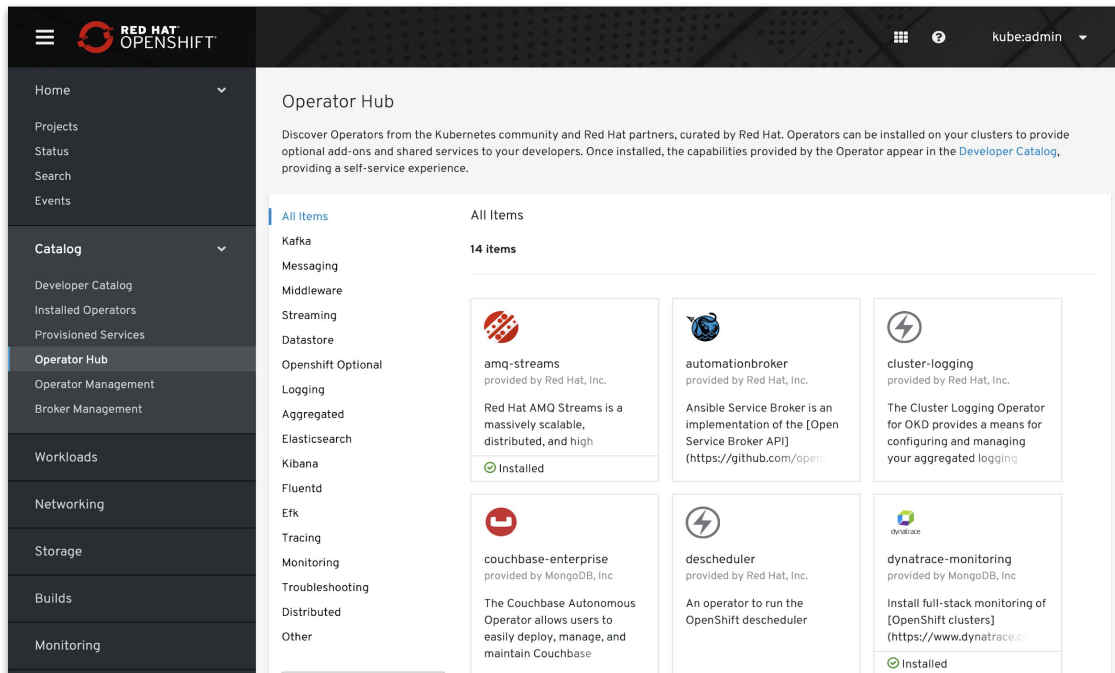 RED HAT
OPENSHIFT
kube:admin
Home
Projects
Status
Search
Events
Catalog
Developer Catalog
Installed Operators
Provisioned Services
Operator Hub
Operator Management
Broker Management
Workloads
Networking
Storage
Builds
Monitoring
Operator Hub
Discover Operators from the Kubernetes community and Red Hat partners, curated by Red Hat. Operators can be installed on your clusters to provide
optional add-ons and shared services to your developers. Once installed, the capabilities provided by the Operator appear in the Developer Catalog,
providing a self-service experience.
All Items
Kafka
Messaging
Middleware
Streaming
Datastore
Openshift Optional
Logging
Aggregated
Elasticsearch
Kibana
Fluentd
Efk
Tracing
Monitoring
Troubleshooting
Distributed
Other
All Items
14 items
amq-streams
provided by Red Hat, Inc.
Red Hat AMQ Streams is a
massively scalable,
distributed, and high
Installed
automationbroker
provided by Red Hat, Inc.
Ansible Service Broker is an
implementation of the [Open
Service Broker API]
(https://github.com/open
cluster-logging
provided by Red Hat, Inc.
The Cluster Logging Operator
for OKD provides a means for
configuring and managing
your aggregated logging
couchbase-enterprise
provided by MongoDB, Inc
The Couchbase Autonomous
Operator allows users to
easily deploy, manage, and
maintain Couchbase
descheduler
provided by Red Hat, Inc.
An operator to run the
OpenShift descheduler
dynatrace
dynatrace-monitoring
provided by MongoDB, Inc
Install full-stack monitoring of
[OpenShift clusters]
(https://www.dynatrace.c
Installed